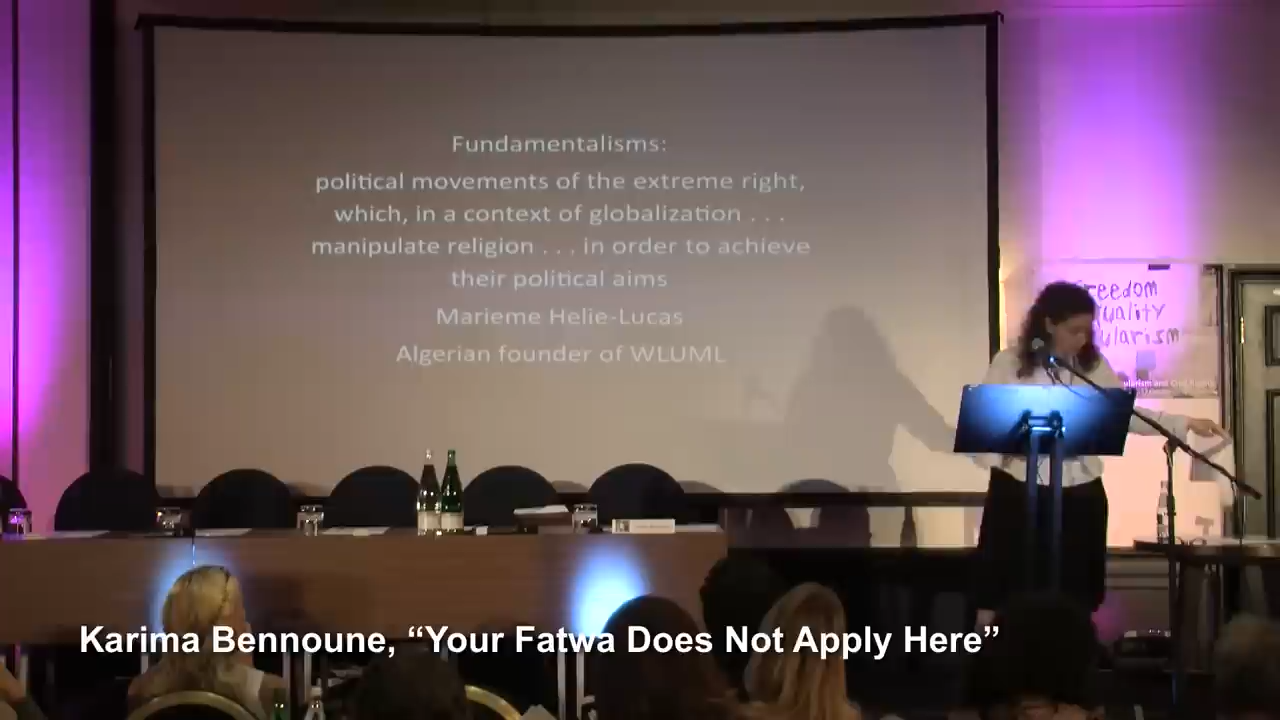 Fundamentalisms:
political movements of the extreme right,
which, in a context of globalization . . .
manipulate religion . . . in order to achieve
their political aims
Marieme Helie-Lucas
Algerian founder of WLUML
Karima Bennoune, “Your Fatwa Does Not Apply Here”